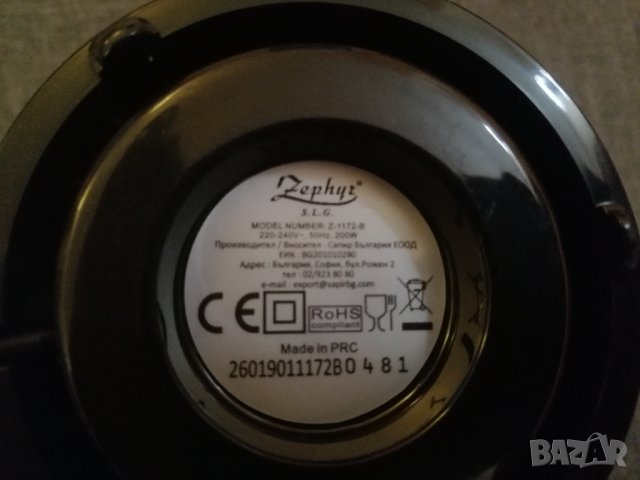 Zephyr®
S.L.G.
MODEL NUMBER: Z-1172-B
220-240V~, 50Hz, 200W
Производител / Вносител : Сапир България ЕООД
ЕИК : BG201010280
Адрес : България, София, бул.Рожен 2
тел : 02/923 80 80
e-mail : export@sapirbg.com
CE
RoHS
compliant
Made in PRC
26019011172B0 4 8 1
BAZAR